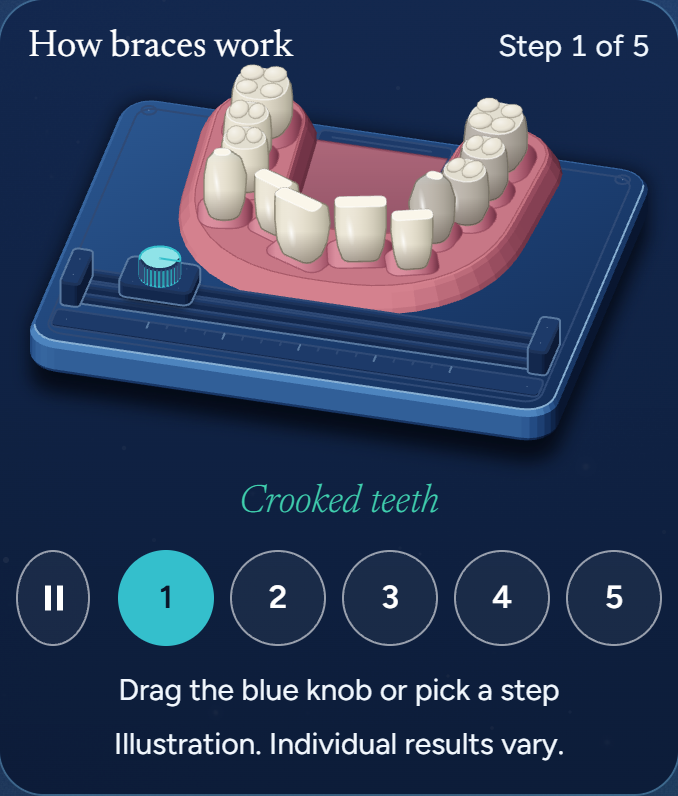 How braces work
Step 1 of 5
Crooked teeth
1
2
3
4
5
Drag the blue knob or pick a step
Illustration. Individual results vary.